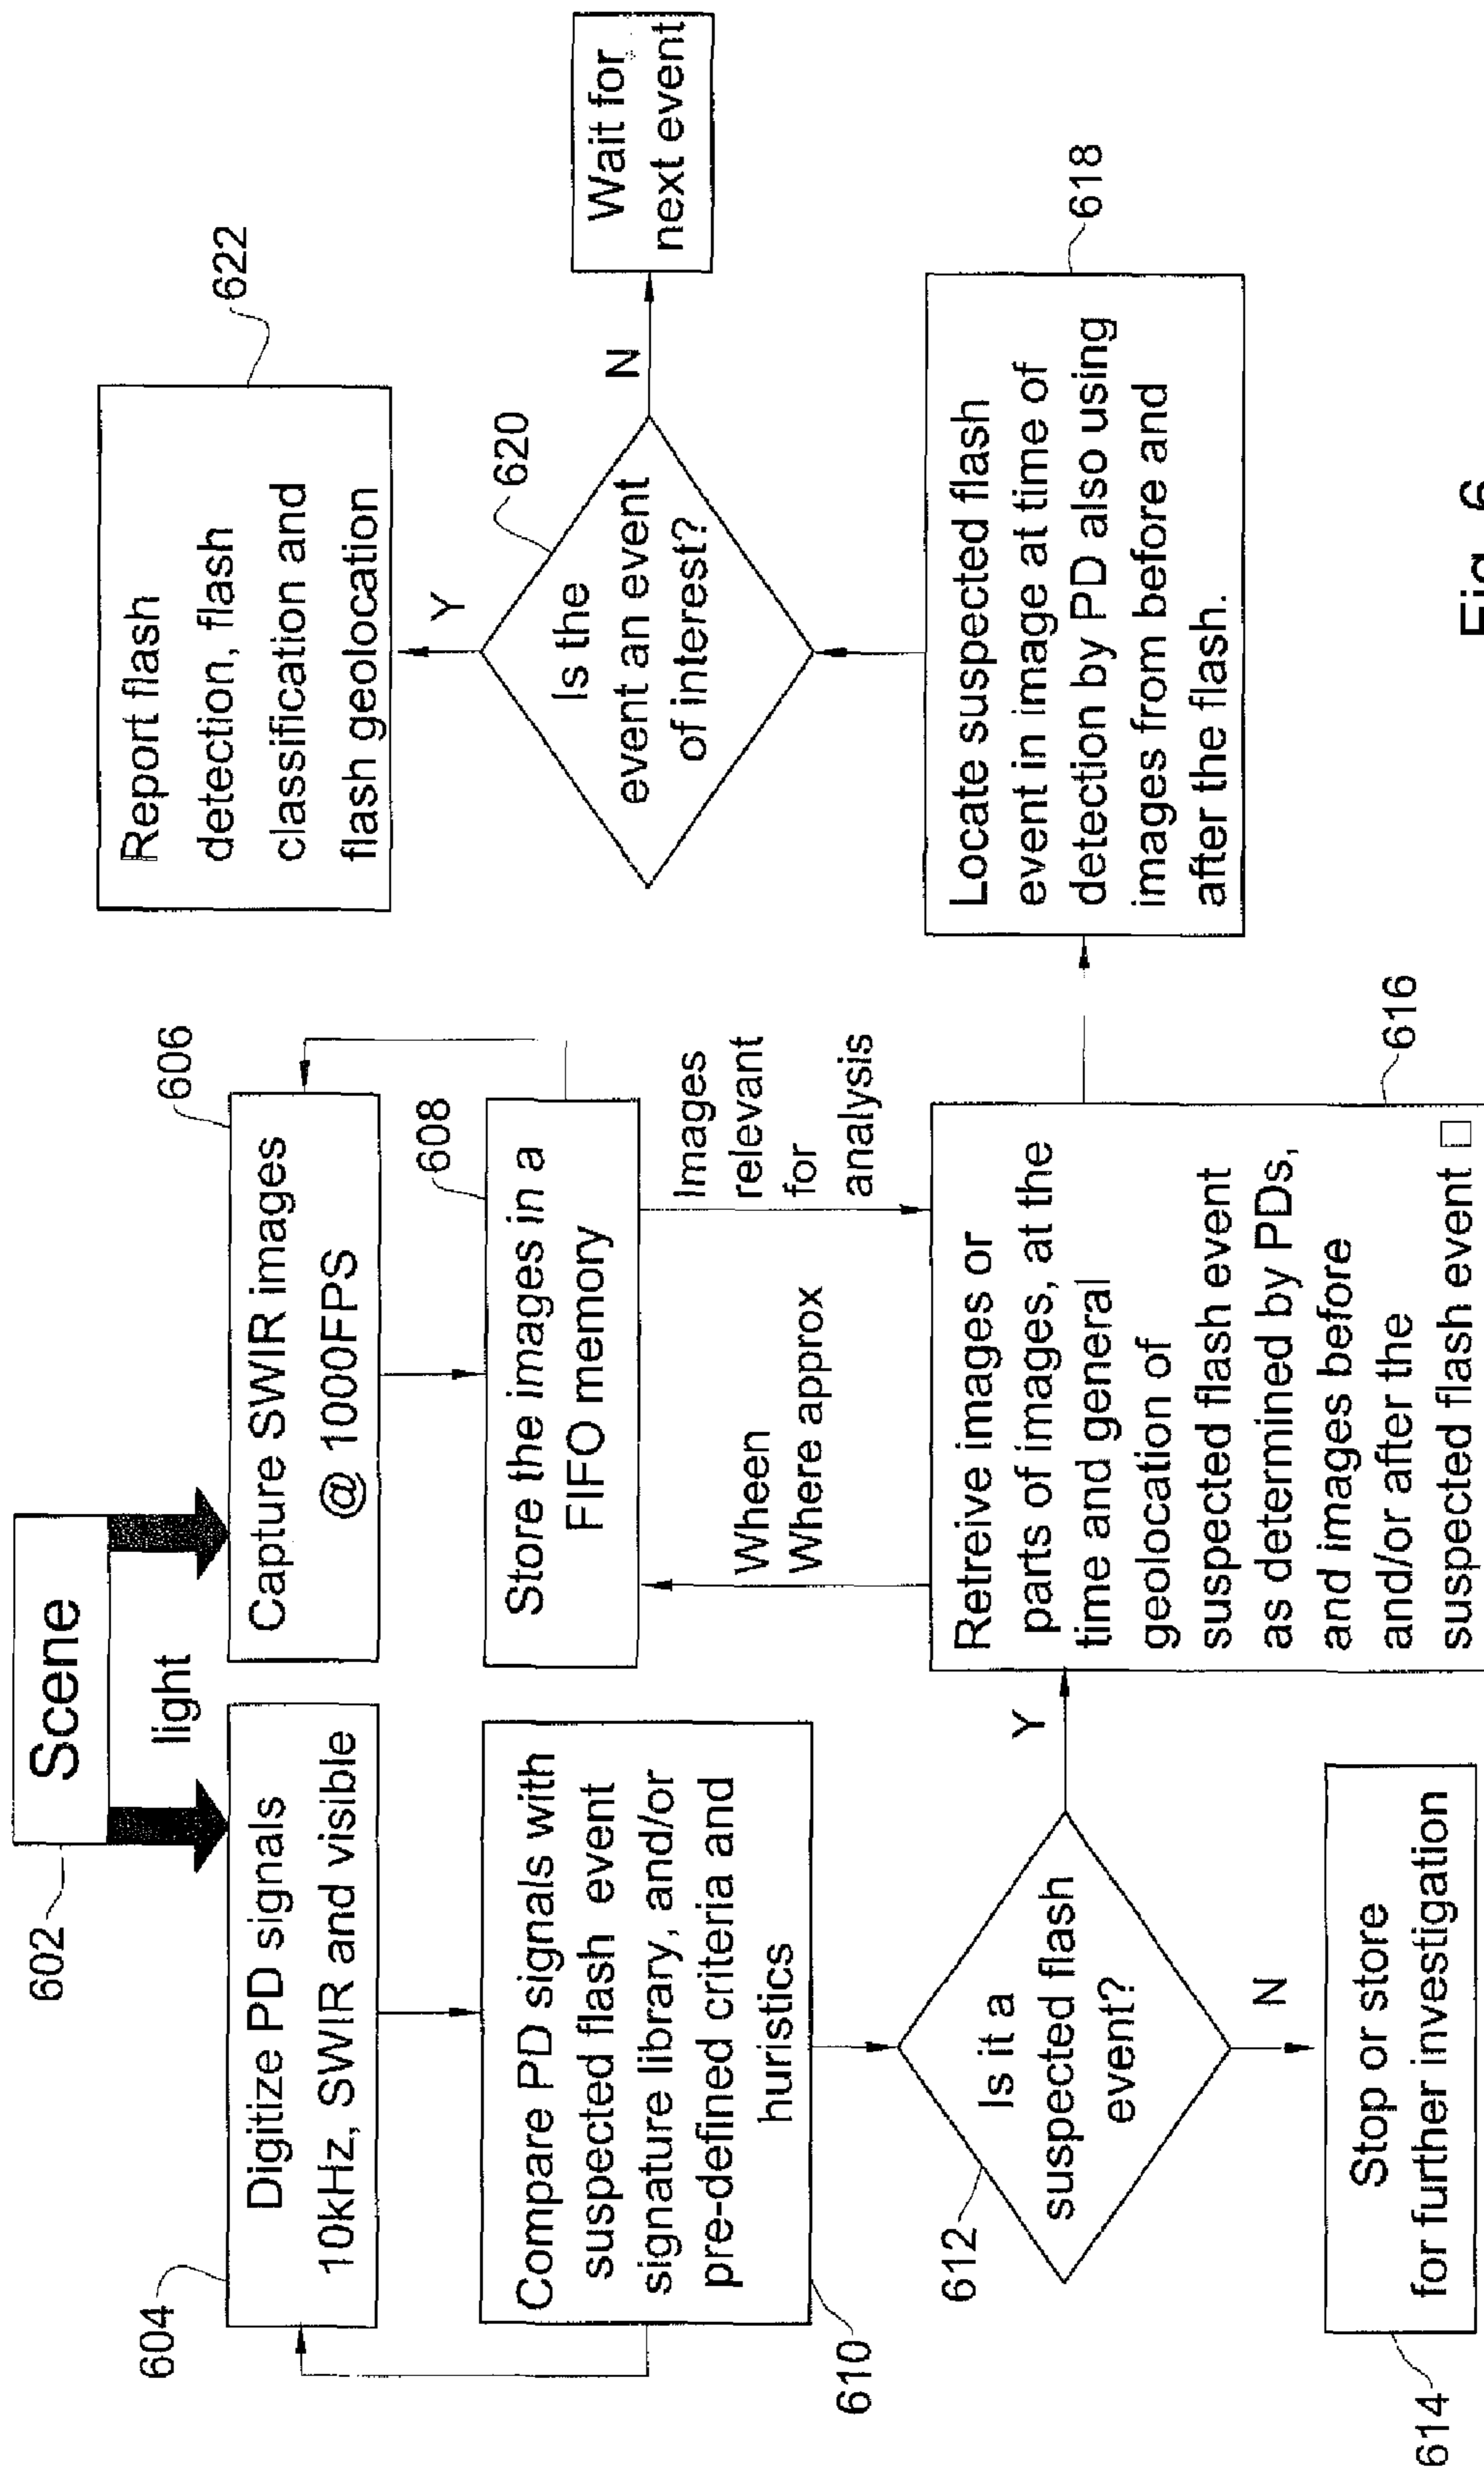 Scene
602
light
604
Digitize PD signals
10kHz, SWIR and visible
606
Capture SWIR images
@ 1000FPS
608
Store the images in a
FIFO memory
610
Compare PD signals with
suspected flash event
signature library, and/or
pre-defined criteria and
huristics
Wheen
Where approx
Images
relevant
for
analysis
612
Is it a
suspected flash
event?
Y
N
614
Stop or store
for further investigation
616
Retreive images or
parts of images, at the
time and general
geolocation of
suspected flash event
as determined by PDs,
and images before
and/or after the
suspected flash event
618
Locate suspected flash
event in image at time of
detection by PD also using
images from before and
after the flash.
620
Is the
event an event
of interest?
Y
N
622
Report flash
detection, flash
classification and
flash geolocation
Wait for
next event